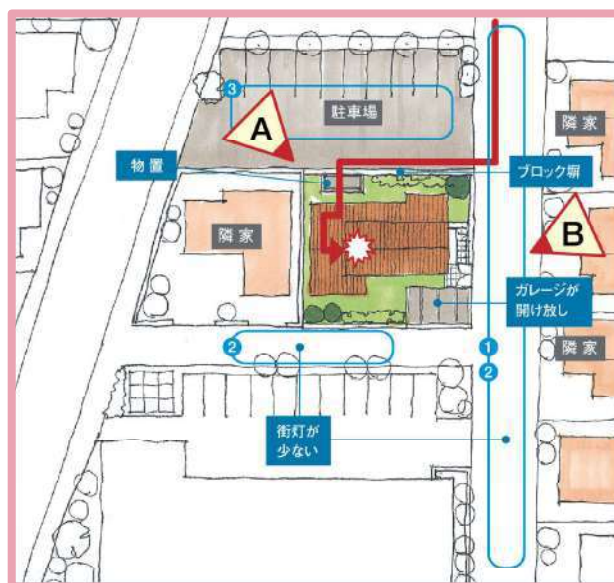 ③
A
駐車場
隣家
物置
ブロック塀
隣家
B
ガレージが
開け放し
②
①
②
隣家
街灯が
少ない